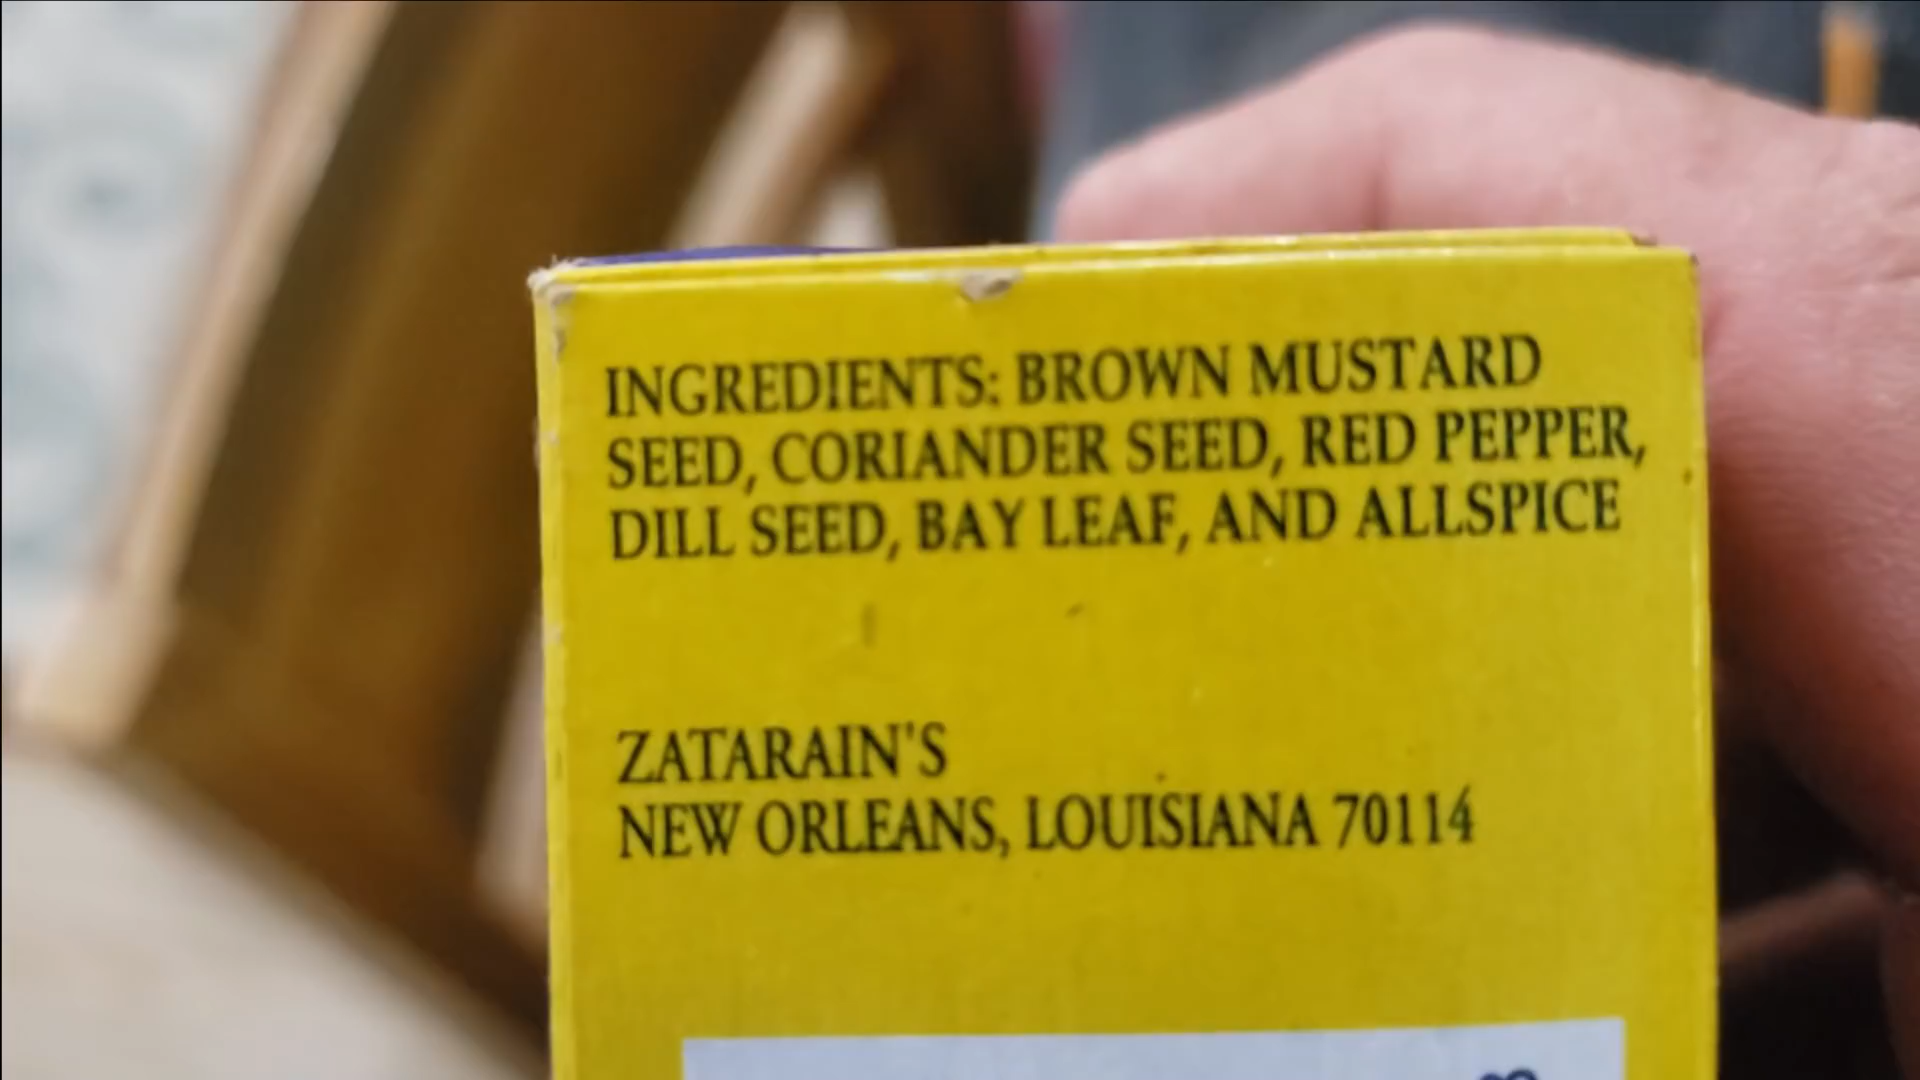 INGREDIENTS: BROWN MUSTARD
SEED, CORIANDER SEED, RED PEPPER,
DILL SEED, BAY LEAF, AND ALLSPICE
ZATARAIN'S
NEW ORLEANS, LOUISIANA 70114